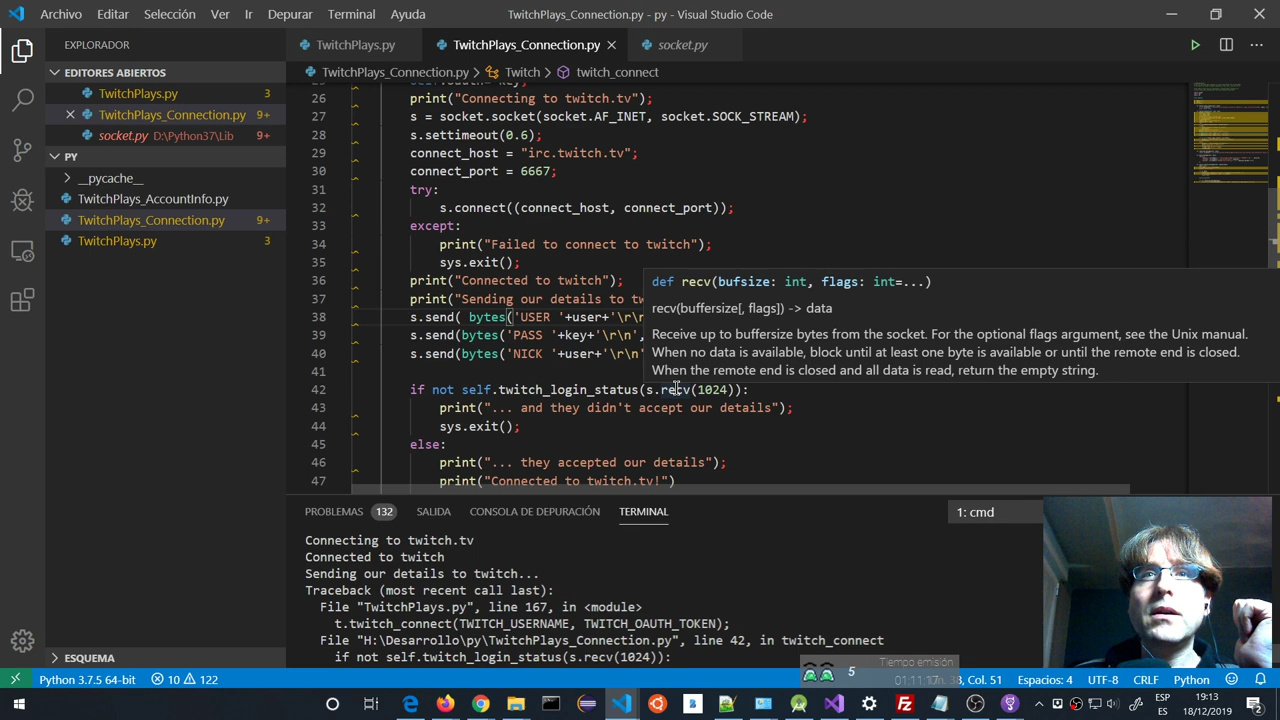 Archivo Editar Selección Ver Ir Depurar Terminal Ayuda TwitchPlays_Connection.py - py - Visual Studio Code
EXPLORADOR
TwitchPlays.py TwitchPlays_Connection.py socket.py
EDITORES ABIERTOS
TwitchPlays.py 3
TwitchPlays_Connection.py 9+
socket.py D:\Python37\Lib 9+
PY
__pycache__
TwitchPlays_AccountInfo.py
TwitchPlays_Connection.py 9+
TwitchPlays.py 3
ESQUEMA
TwitchPlays_Connection.py > Twitch > twitch_connect
26 print("Connecting to twitch.tv");
27 s = socket.socket(socket.AF_INET, socket.SOCK_STREAM);
28 s.settimeout(0.6);
29 connect_host = "irc.twitch.tv";
30 connect_port = 6667;
31 try:
32 s.connect((connect_host, connect_port));
33 except:
34 print("Failed to connect to twitch");
35 sys.exit();
36 print("Connected to twitch");
37 print("Sending our details to tw
38 s.send( bytes('USER '+user+'\r\n
39 s.send(bytes('PASS '+key+'\r\n',
40 s.send(bytes('NICK '+user+'\r\n'
41
42 if not self.twitch_login_status(s.recv(1024)):
43 print("... and they didn't accept our details");
44 sys.exit();
45 else:
46 print("... they accepted our details");
47 print("Connected to twitch.tv!")
def recv(bufsize: int, flags: int=...)
recv(buffersize[, flags]) -> data
Receive up to buffersize bytes from the socket. For the optional flags argument, see the Unix manual.
When no data is available, block until at least one byte is available or until the remote end is closed.
When the remote end is closed and all data is read, return the empty string.
PROBLEMAS 132 SALIDA CONSOLA DE DEPURACIÓN TERMINAL 1: cmd
Connecting to twitch.tv
Connected to twitch
Sending our details to twitch...
Traceback (most recent call last):
File "TwitchPlays.py", line 167, in <module>
t.twitch_connect(TWITCH_USERNAME, TWITCH_OAUTH_TOKEN);
File "H:\Desarrollo\py\TwitchPlays_Connection.py", line 42, in twitch_connect
if not self.twitch_login_status(s.recv(1024)):
5 Tiempo emisión
Python 3.7.5 64-bit 10 122 38, Col. 51 Espacios: 4 UTF-8 CRLF Python
ESP
ES
19:13
18/12/2019